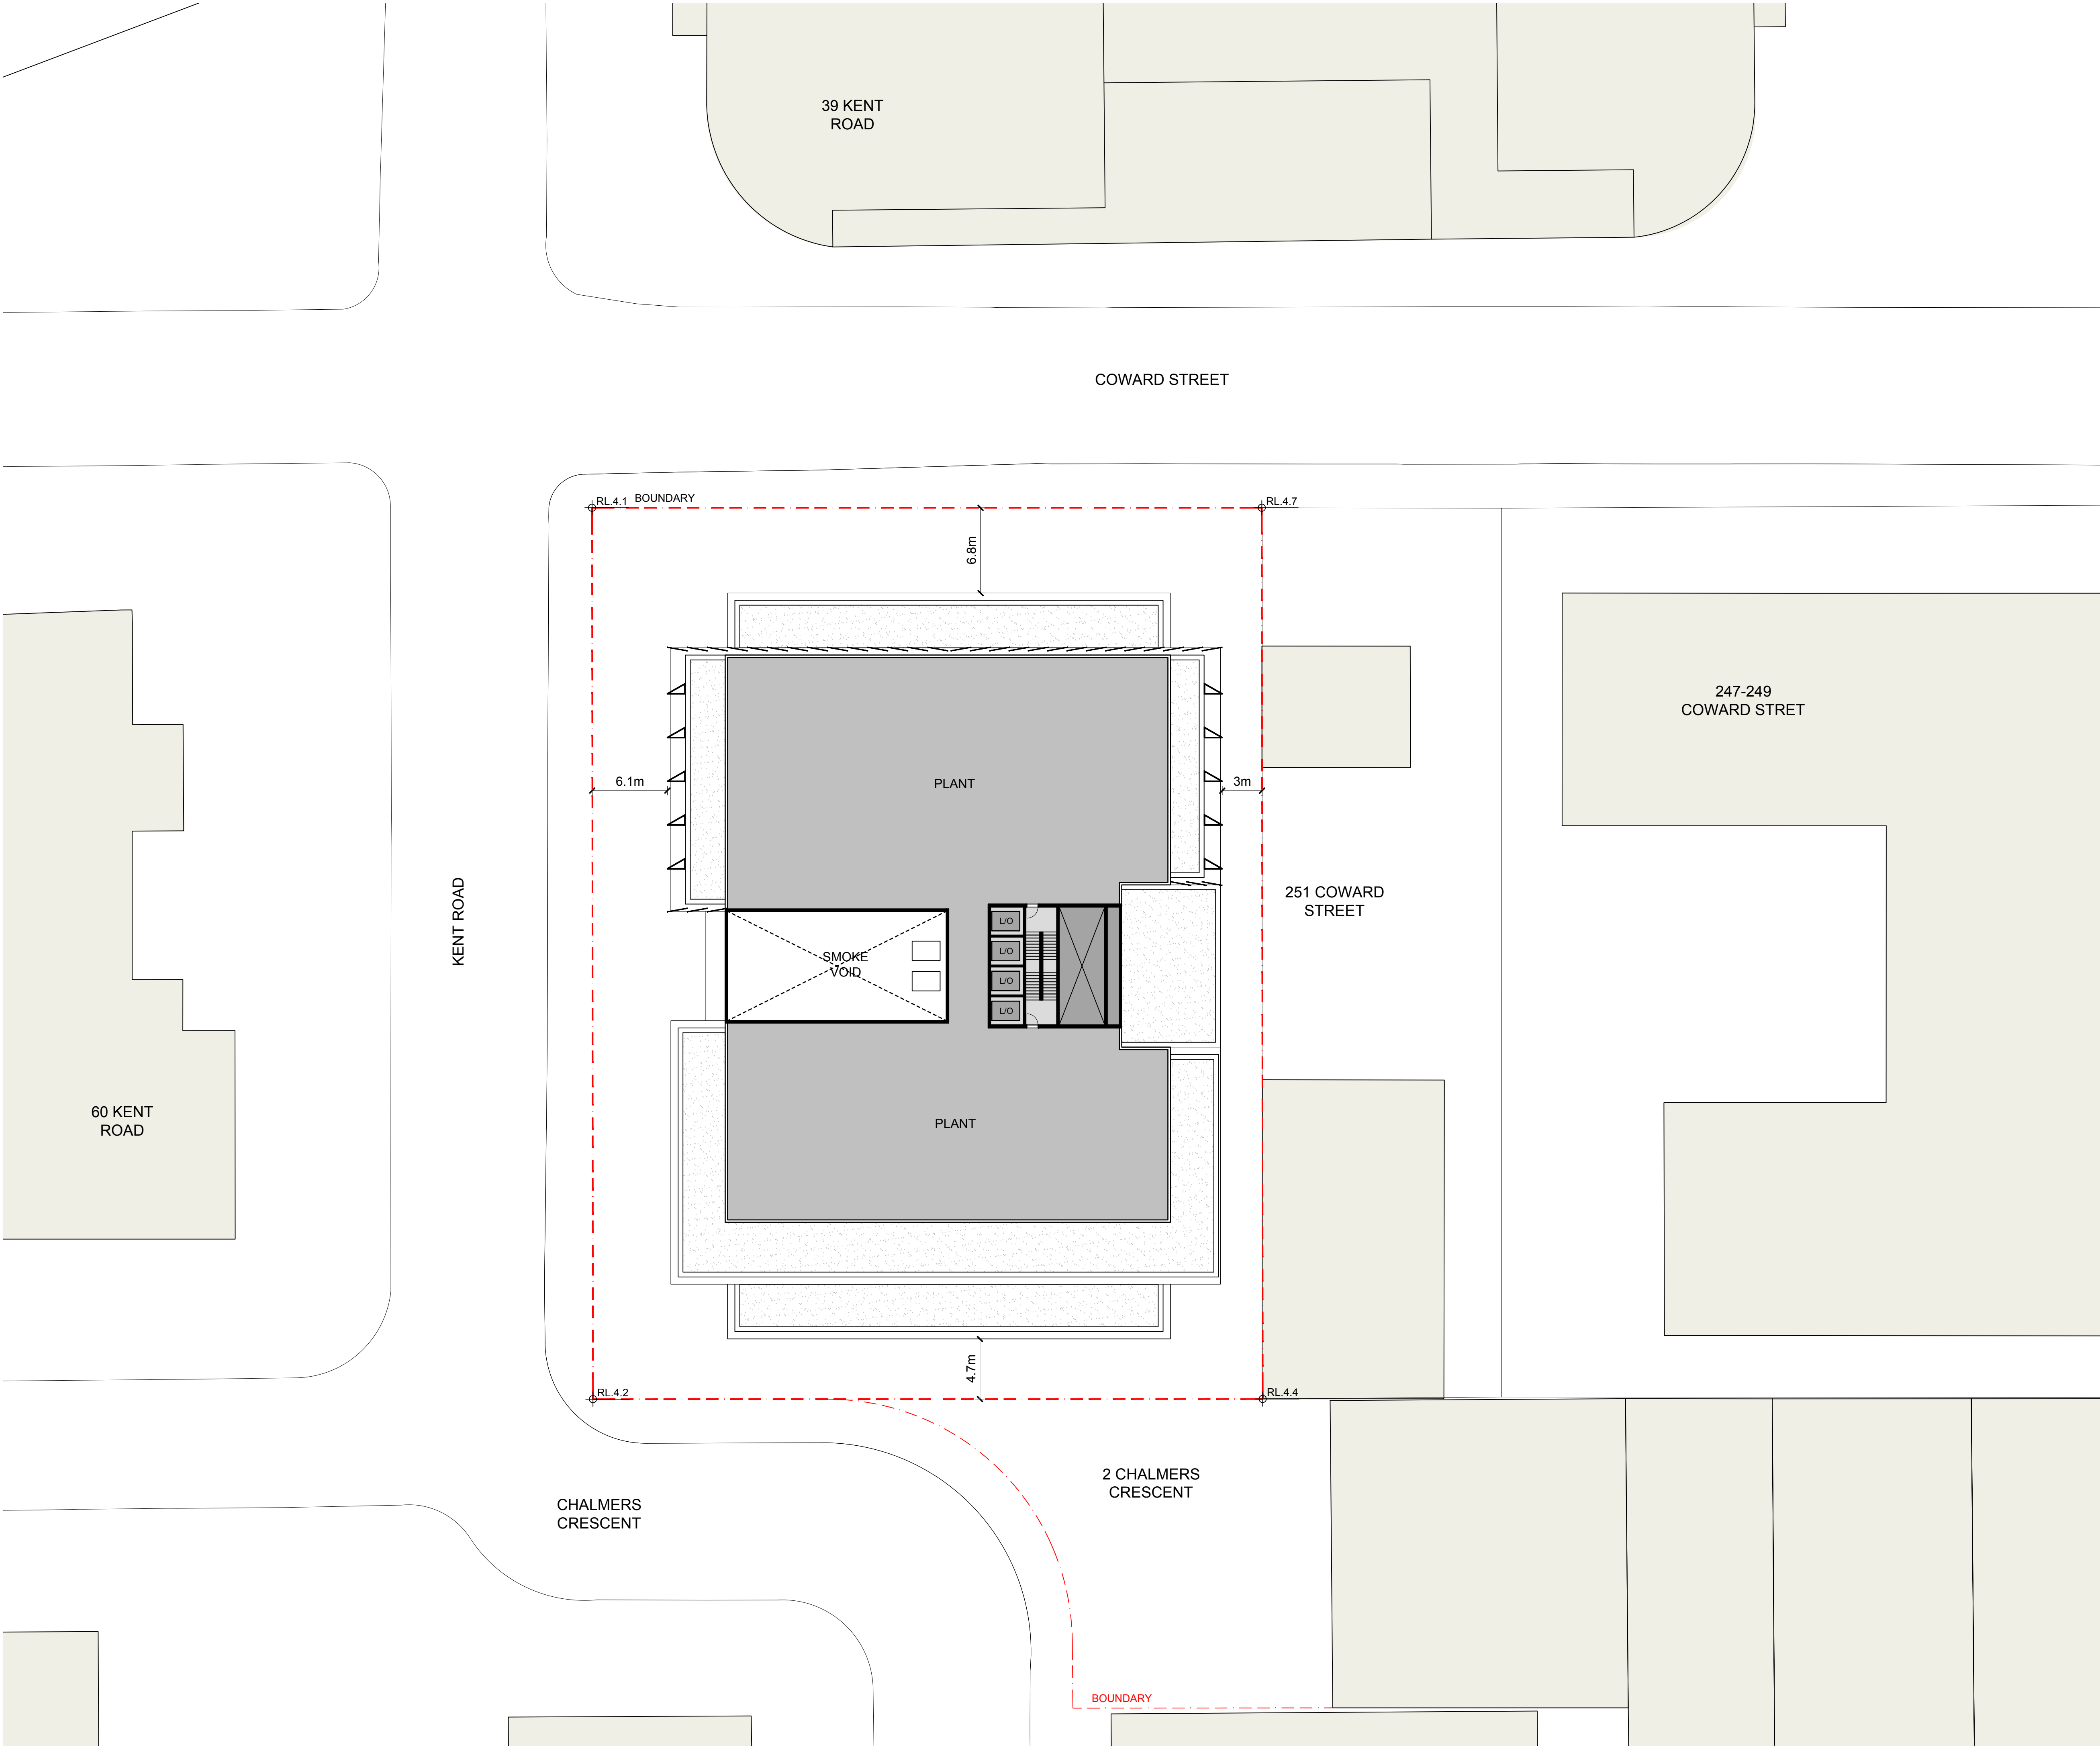 39 KENT
ROAD
COWARD STREET
RL.4.1
BOUNDARY
RL.4.7
6.8m
247-249
COWARD STRET
6.1m
PLANT
3m
KENT ROAD
251 COWARD
STREET
L/O
L/O
L/O
L/O
SMOKE
VOID
60 KENT
ROAD
PLANT
4.7m
RL.4.2
RL.4.4
2 CHALMERS
CRESCENT
CHALMERS
CRESCENT
BOUNDARY